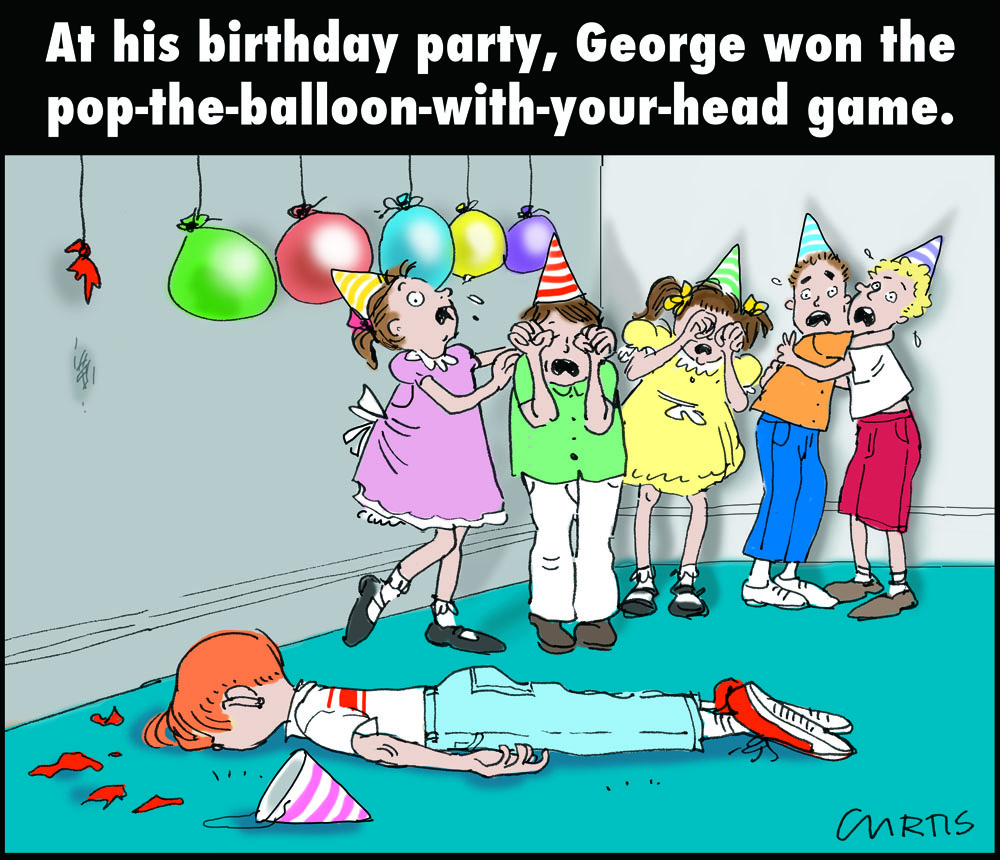 At his birthday party, George won the
pop-the-balloon-with-your-head game.
CURTIS